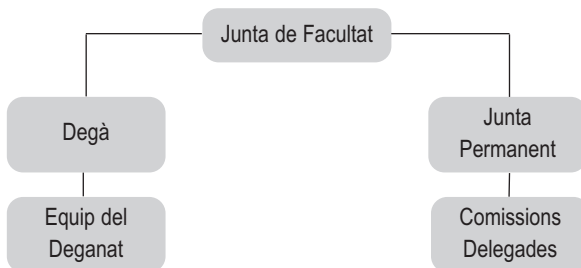 Junta de Facultat
Degà
Junta
Permanent
Equip del
Deganat
Comissions
Delegades